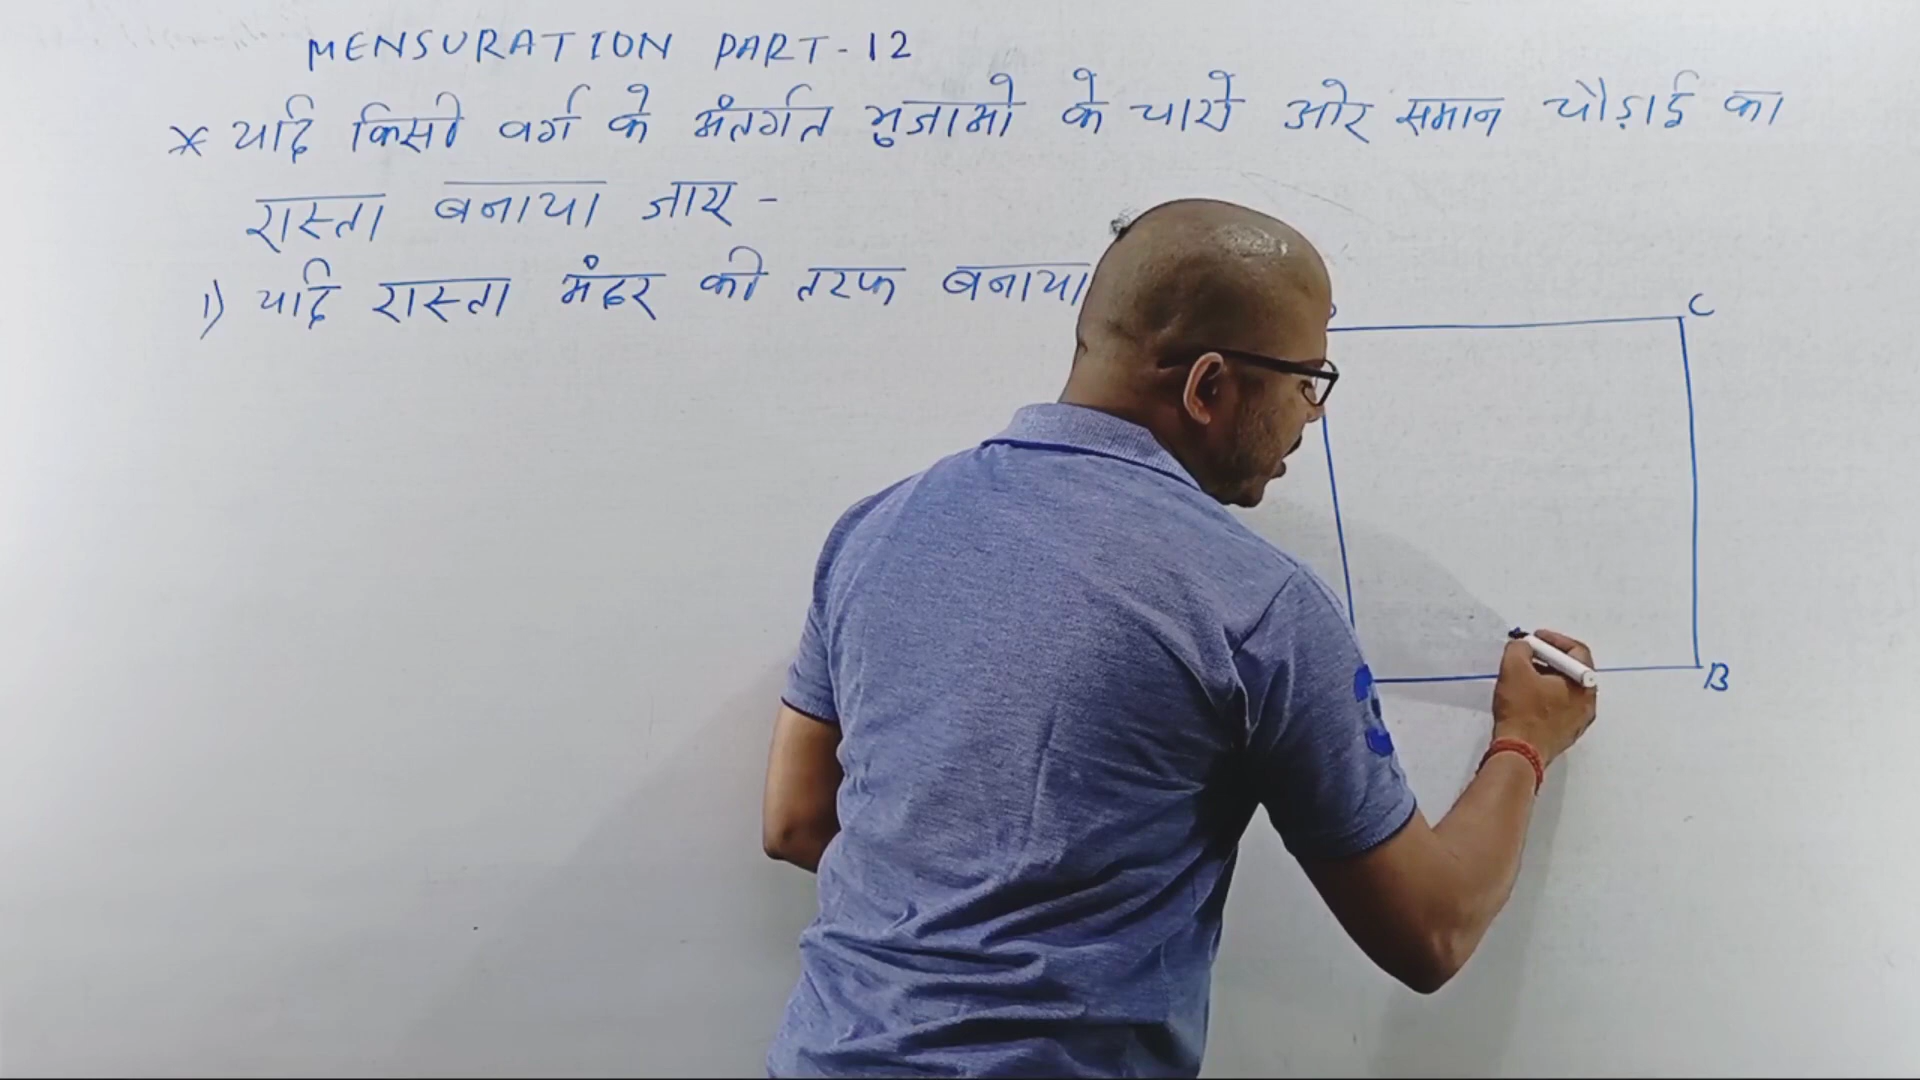 MENSURATION PART-12
* यदि किसी वर्ग के अंतर्गत भुजाओ के चारो ओर समान चौड़ाई का
रास्ता बनाया जाए -
1) यदि रास्ता अंदर की तरफ बनाया
C
B